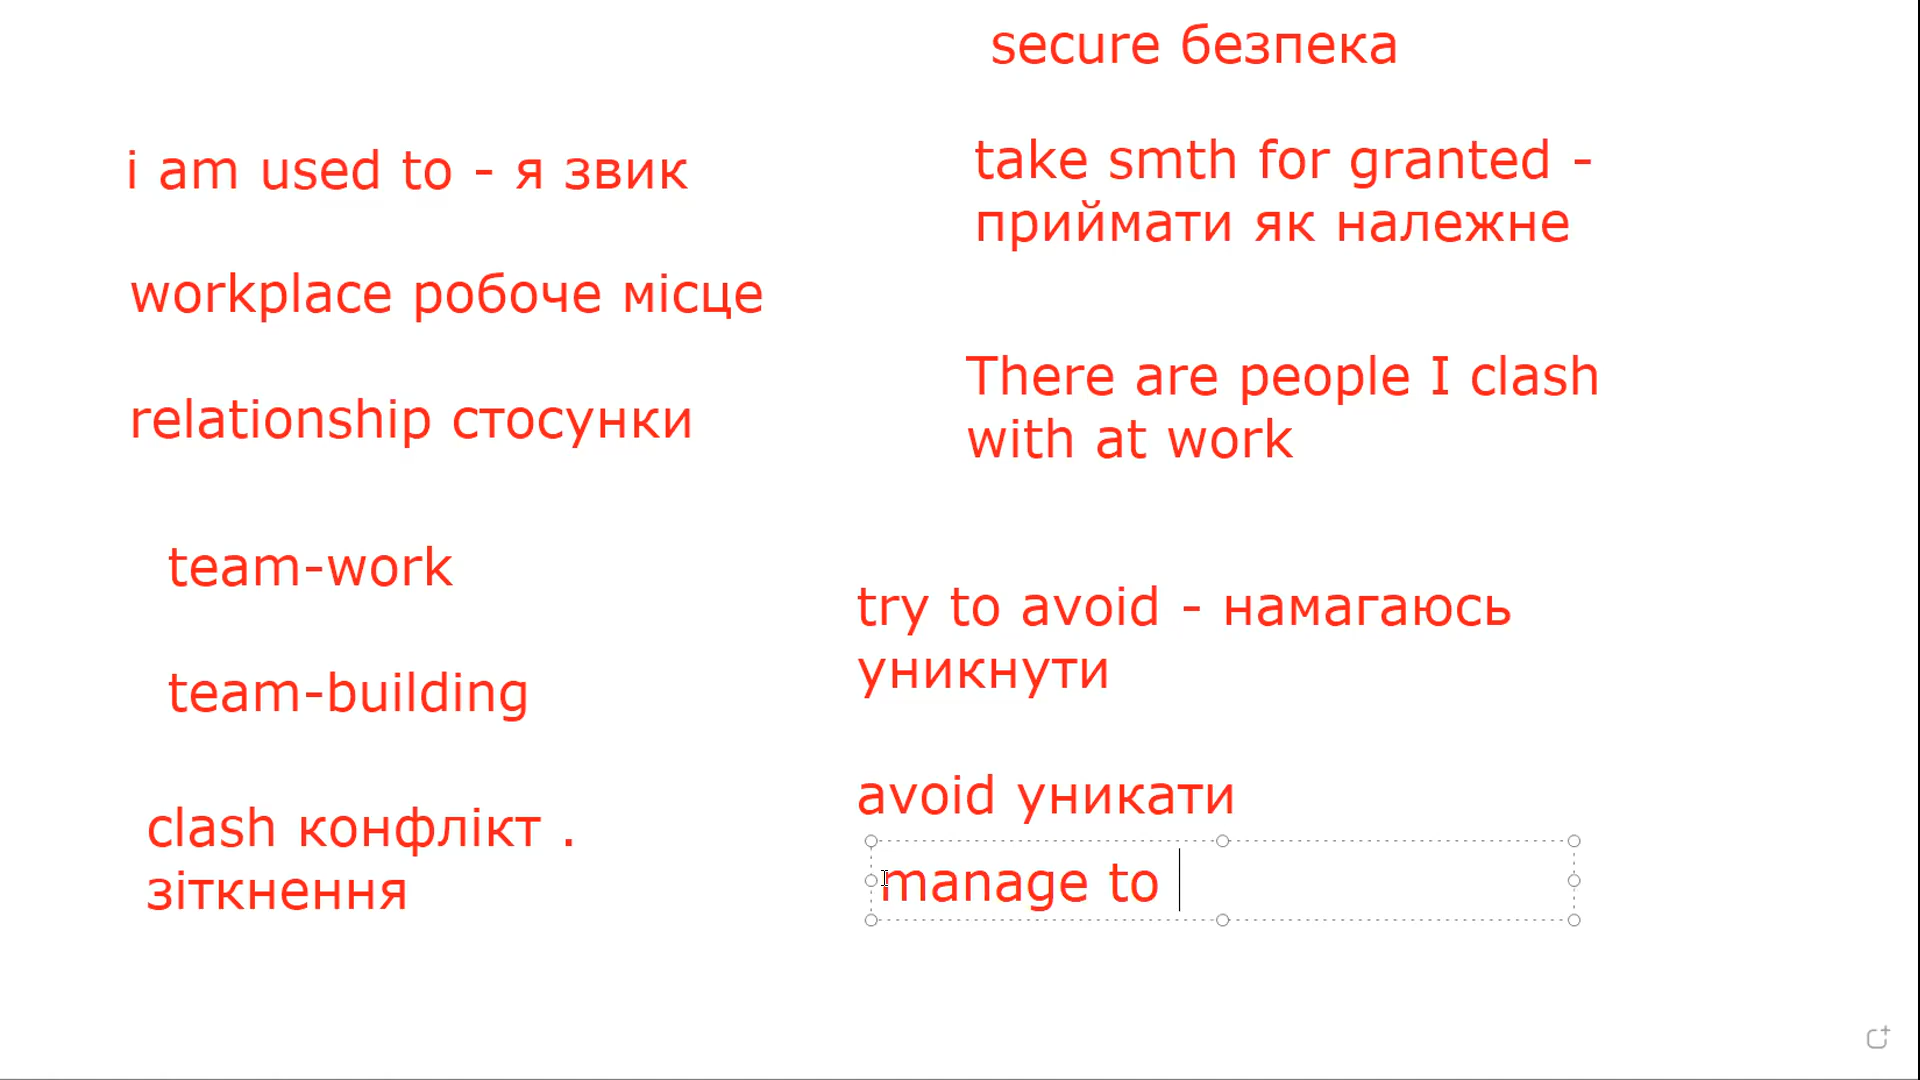 i am used to - я звик
workplace робоче місце
relationship стосунки
team-work
team-building
clash конфлікт .
зіткнення
secure безпека
take smth for granted -
приймати як належне
There are people I clash
with at work
try to avoid - намагаюсь
уникнути
avoid уникати
manage to